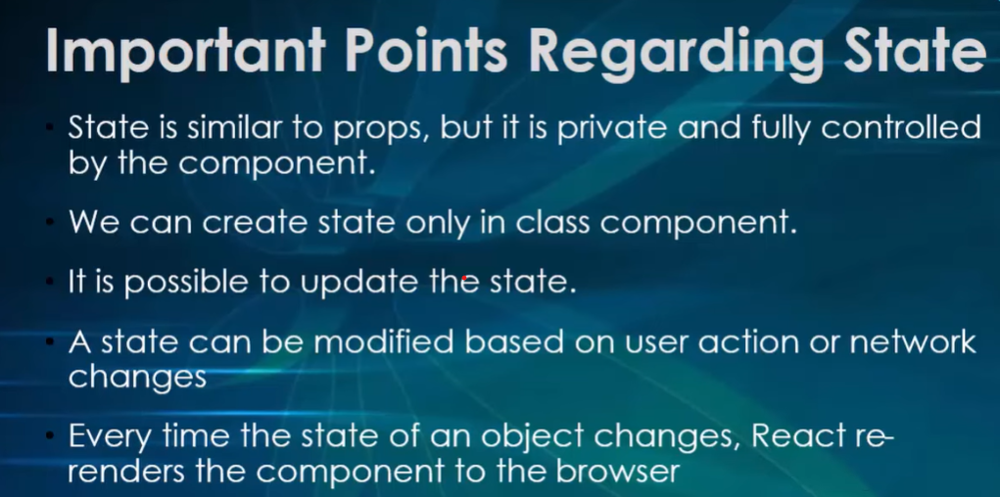 Important Points Regarding State
• State is similar to props, but it is private and fully controlled
by the component.
• We can create state only in class component.
• It is possible to update the state.
• A state can be modified based on user action or network
changes
• Every time the state of an object changes, React re-
renders the component to the browser